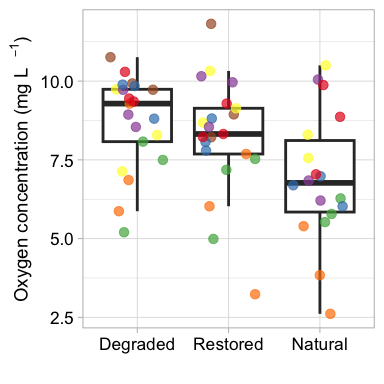 Oxygen concentration (mg L⁻¹)
10.0
7.5
5.0
2.5
Degraded Restored Natural